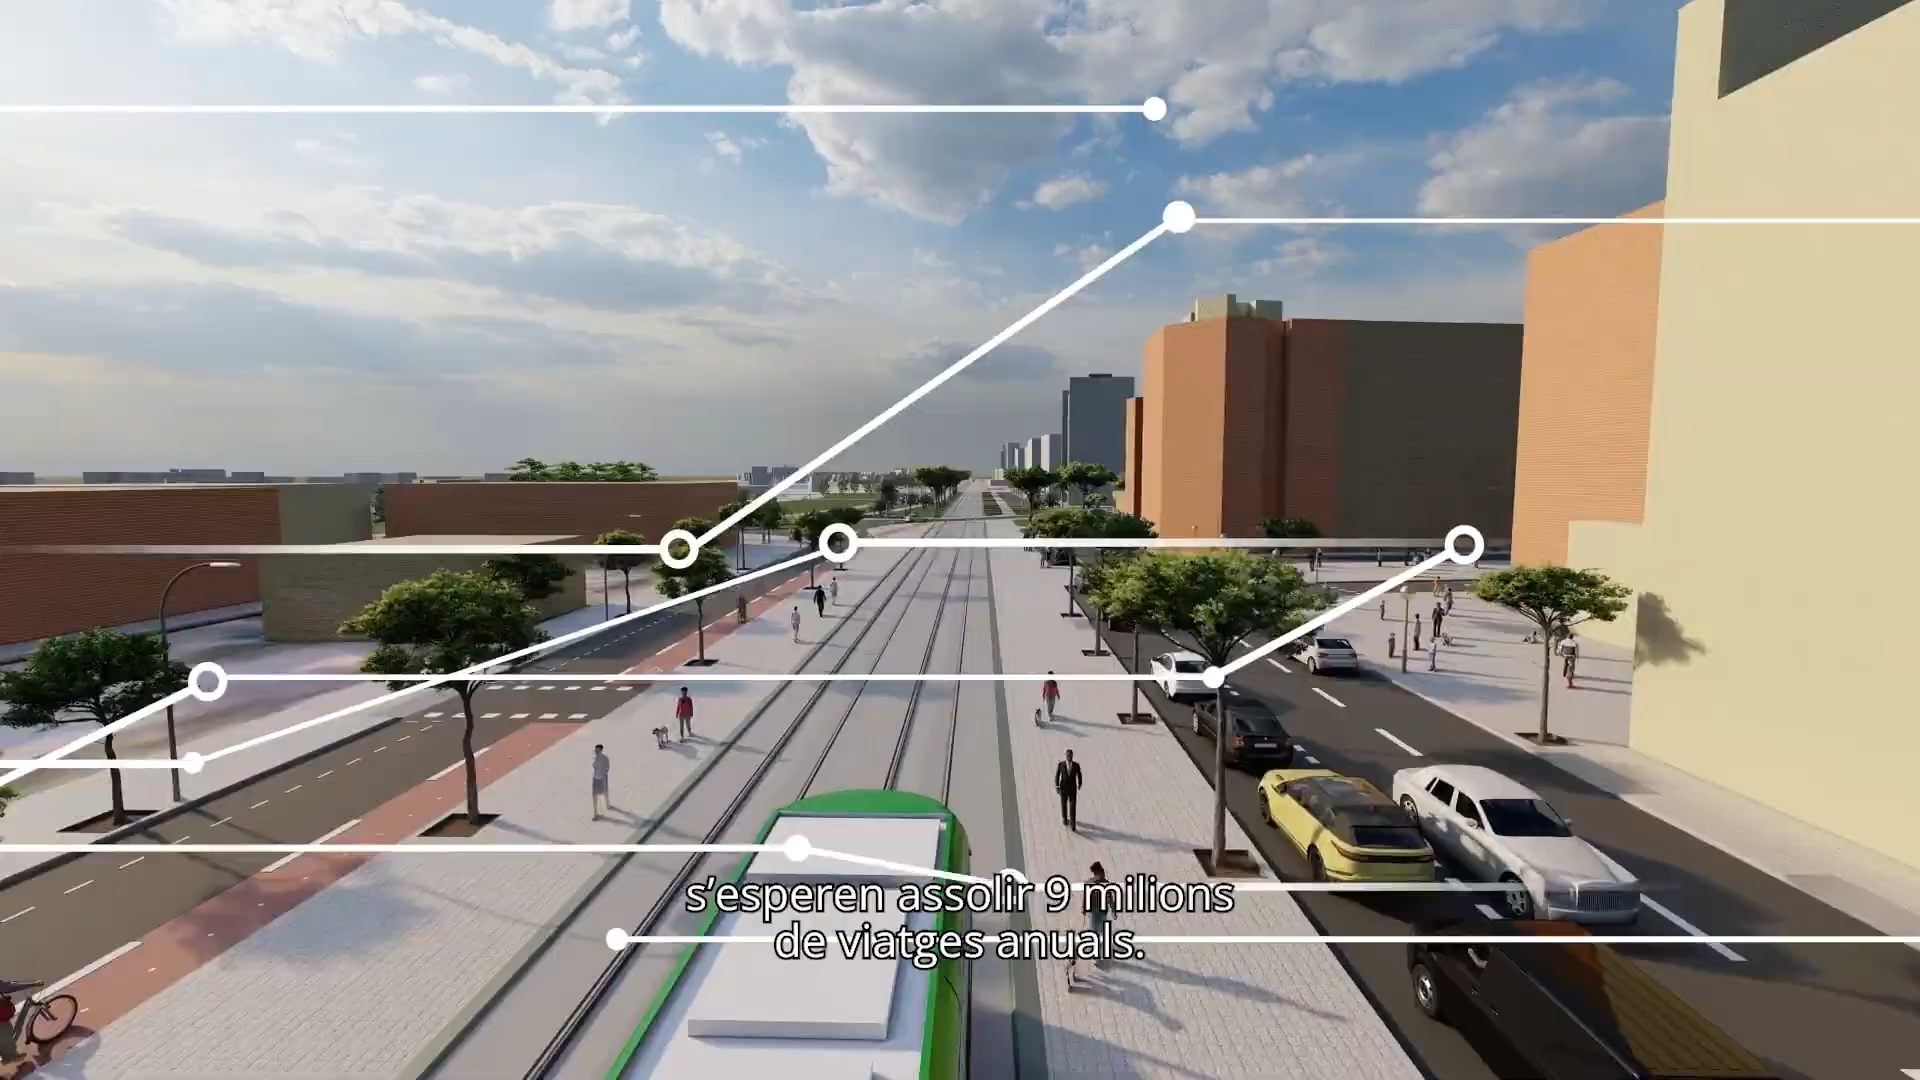 s’esperen assolir 9 milions
de viatges anuals.